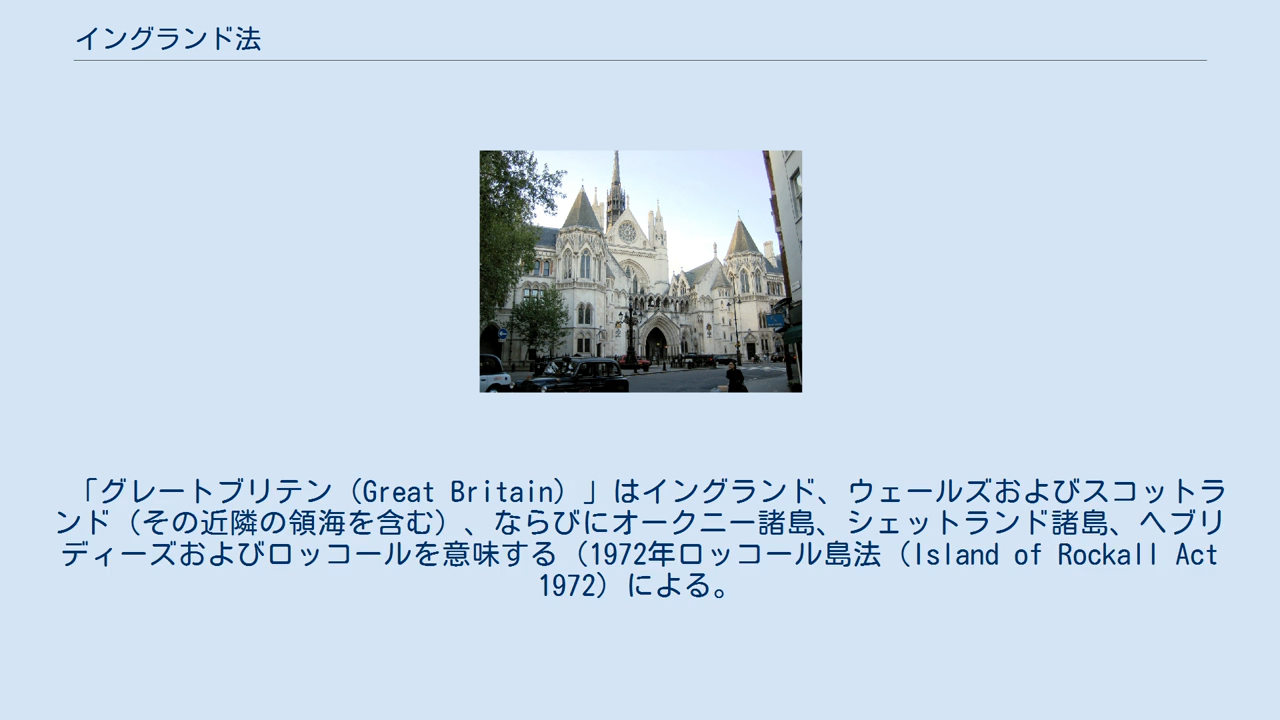 イングランド法
「グレートブリテン（Great Britain）」はイングランド、ウェールズおよびスコットラ
ンド（その近隣の領海を含む）、ならびにオークニー諸島、シェットランド諸島、ヘブリ
ディーズおよびロッコールを意味する（1972年ロッコール島法（Island of Rockall Act
1972）による。